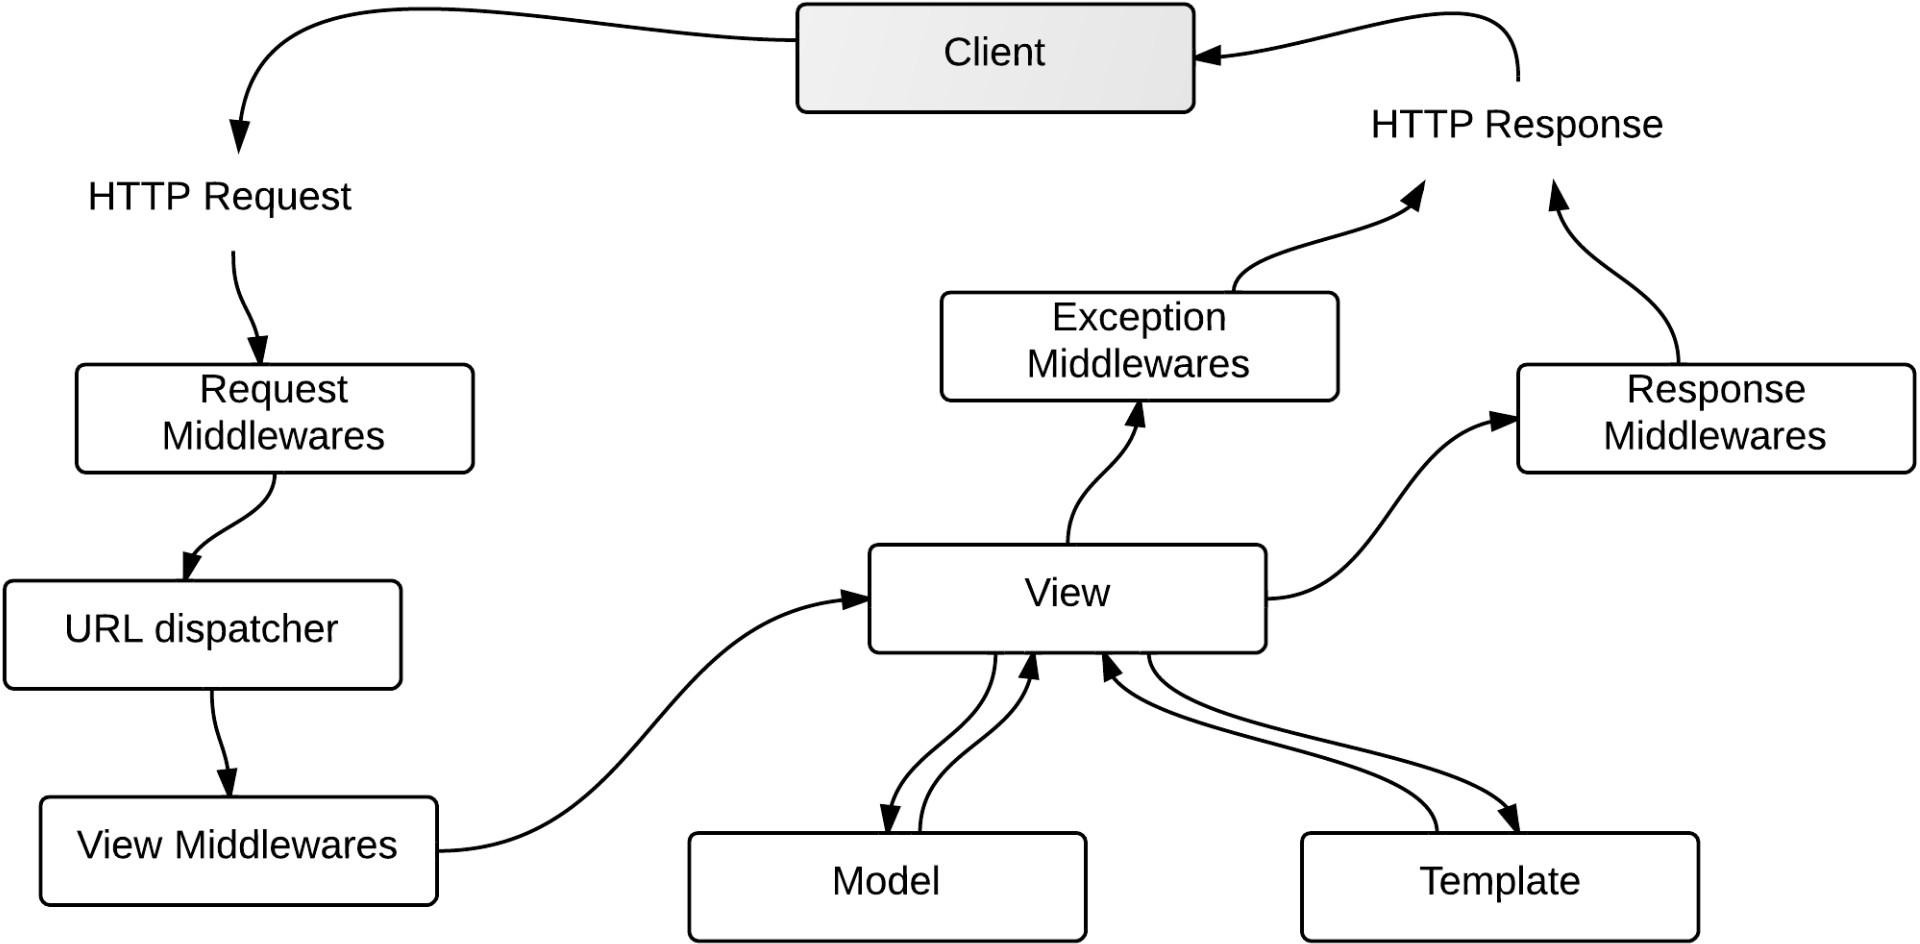 Client
HTTP Response
HTTP Request
Exception
Middlewares
Request
Middlewares
Response
Middlewares
View
URL dispatcher
View Middlewares
Model
Template